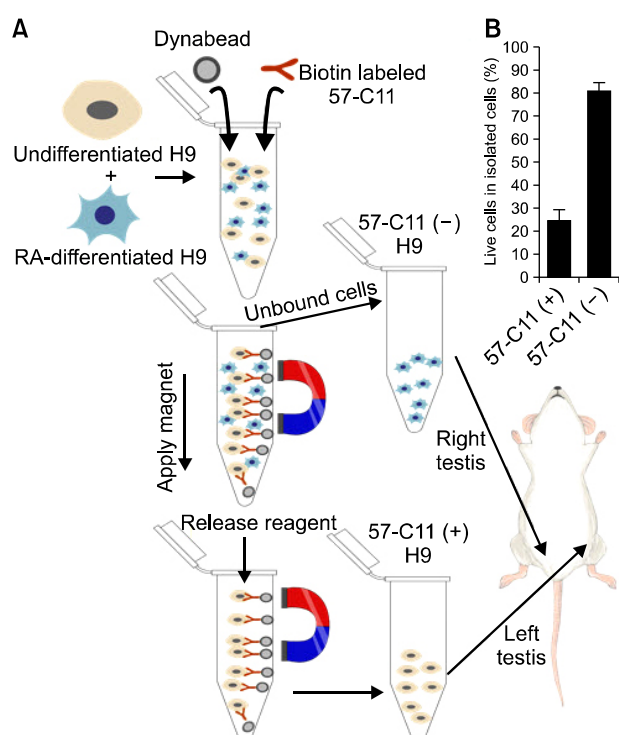 A
Dynabead
Biotin labeled
57-C11
Undifferentiated H9
+
RA-differentiated H9
57-C11 (−)
H9
Unbound cells
Apply magnet
Right
testis
Release reagent
57-C11 (+)
H9
Left
testis
B
Live cells in isolated cells (%)
100
90
80
70
60
50
40
30
20
10
0
57-C11 (+)
57-C11 (−)